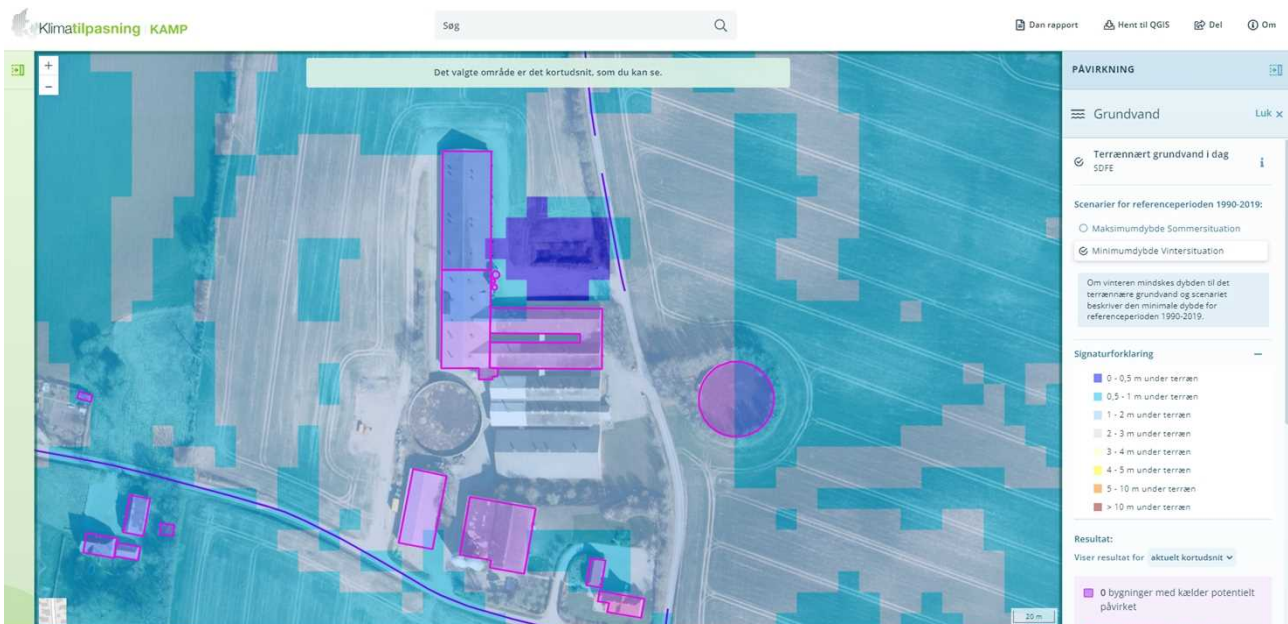 Klimatilpasning KAMP
Søg
Dan rapport
Hent til QGIS
Del
Om
+
−
Det valgte område er det kortudsnit, som du kan se.
PÅVIRKNING
Grundvand
Luk ×
Terrænnært grundvand i dag
SDFE
Scenarier for referenceperioden 1990-2019:
Maksimumdybde Sommersituation
Minimumdybde Vintersituation
Om vinteren mindskes dybden til det
terrænnære grundvand og scenariet
beskriver den minimale dybde for
referenceperioden 1990-2019.
Signaturforklaring
0 - 0,5 m under terræn
0,5 - 1 m under terræn
1 - 2 m under terræn
2 - 3 m under terræn
3 - 4 m under terræn
4 - 5 m under terræn
5 - 10 m under terræn
> 10 m under terræn
Resultat:
Viser resultat for aktuelt kortudsnit
0 bygninger med kælder potentielt
påvirket
20 m